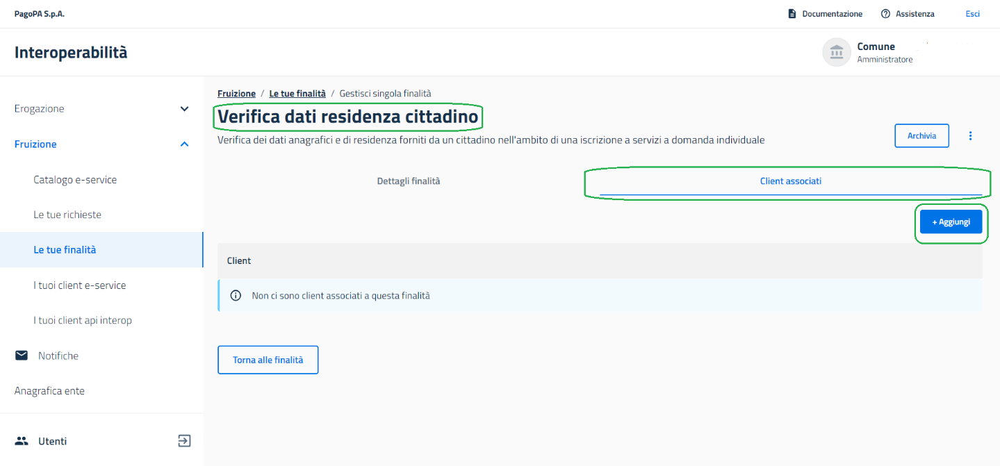 PagoPA S.p.A.
Documentazione
Assistenza
Esci
Interoperabilità
Comune
Amministratore
Erogazione
Fruizione
Catalogo e-service
Le tue richieste
Le tue finalità
I tuoi client e-service
I tuoi client api interop
Notifiche
Anagrafica ente
Utenti
Fruizione / Le tue finalità / Gestisci singola finalità
Verifica dati residenza cittadino
Verifica dei dati anagrafici e di residenza forniti da un cittadino nell'ambito di una iscrizione a servizi a domanda individuale
Archivia
Dettagli finalità
Client associati
+ Aggiungi
Client
Non ci sono client associati a questa finalità
Torna alle finalità